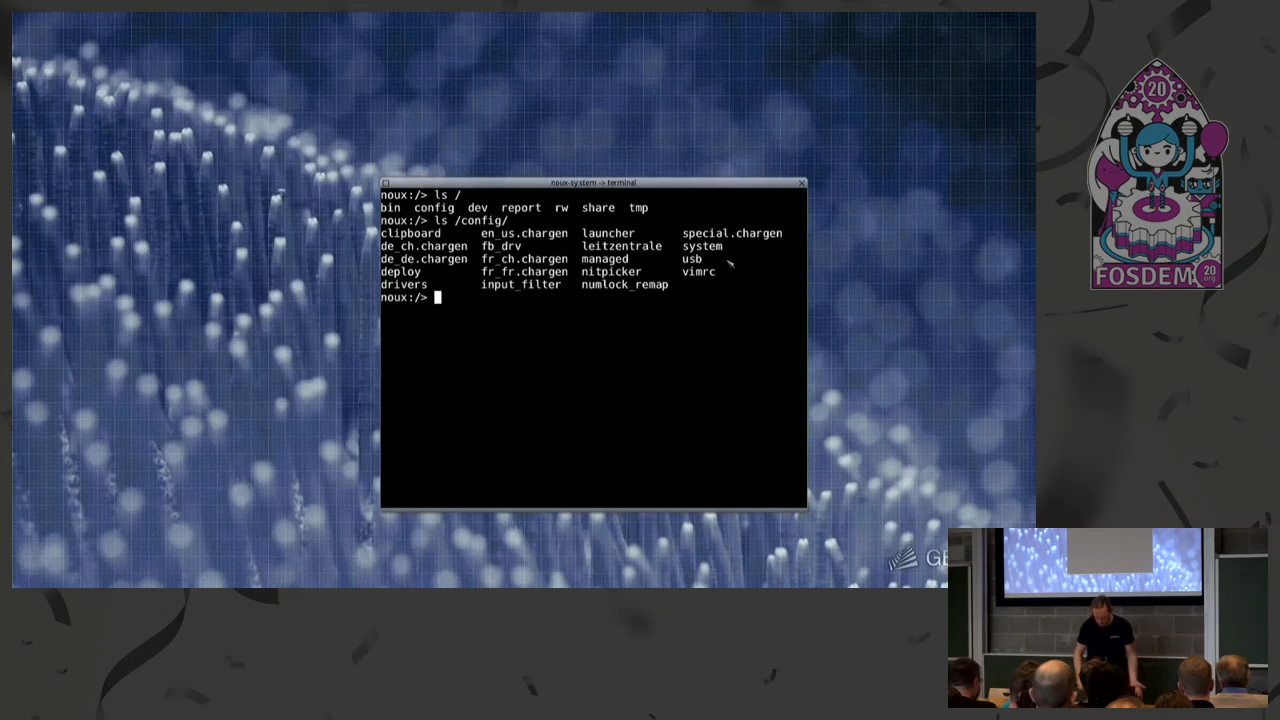 noux-system -> terminal
noux:/> ls /
bin config dev report rw share tmp
noux:/> ls /config/
clipboard en_us.chargen launcher special.chargen
de_ch.chargen fb_drv leitzentrale system
de_de.chargen fr_ch.chargen managed usb
deploy fr_fr.chargen nitpicker vimrc
drivers input_filter numlock_remap
noux:/>
GE
20
FOSDEM
20
.org